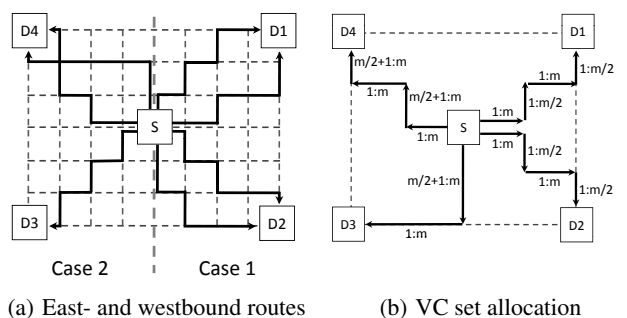 D4
D1
S
D3
D2
Case 2
Case 1
(a) East- and westbound routes
D4
D1
m/2+1:m
1:m
m/2+1:m
1:m
1:m
1:m/2
1:m/2
1:m
S
1:m
1:m/2
m/2+1:m
1:m
1:m/2
D3
1:m
D2
(b) VC set allocation